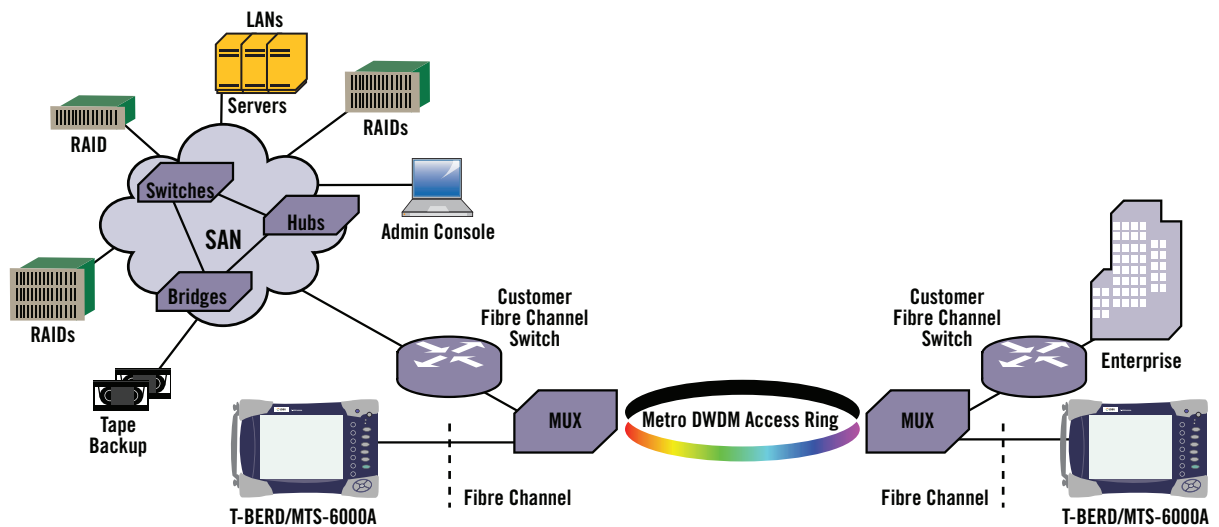 LANs
Servers
RAID
RAIDs
Switches
Hubs
SAN
Bridges
Admin Console
RAIDs
Tape
Backup
Customer
Fibre Channel
Switch
MUX
Metro DWDM Access Ring
MUX
Customer
Fibre Channel
Switch
Enterprise
Fibre Channel
Fibre Channel
T-BERD/MTS-6000A
T-BERD/MTS-6000A